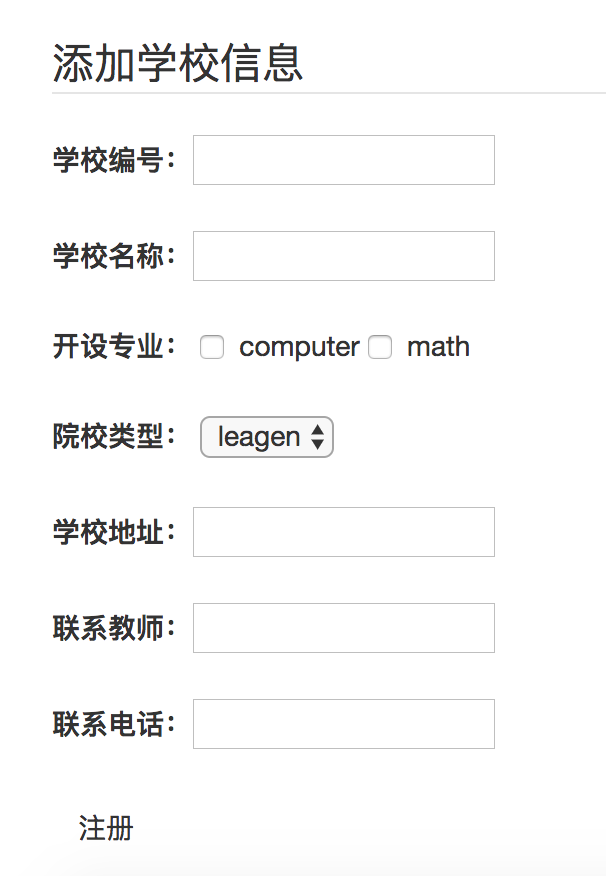 添加学校信息
学校编号：
学校名称：
开设专业： computer math
院校类型： leagen
学校地址：
联系教师：
联系电话：
注册